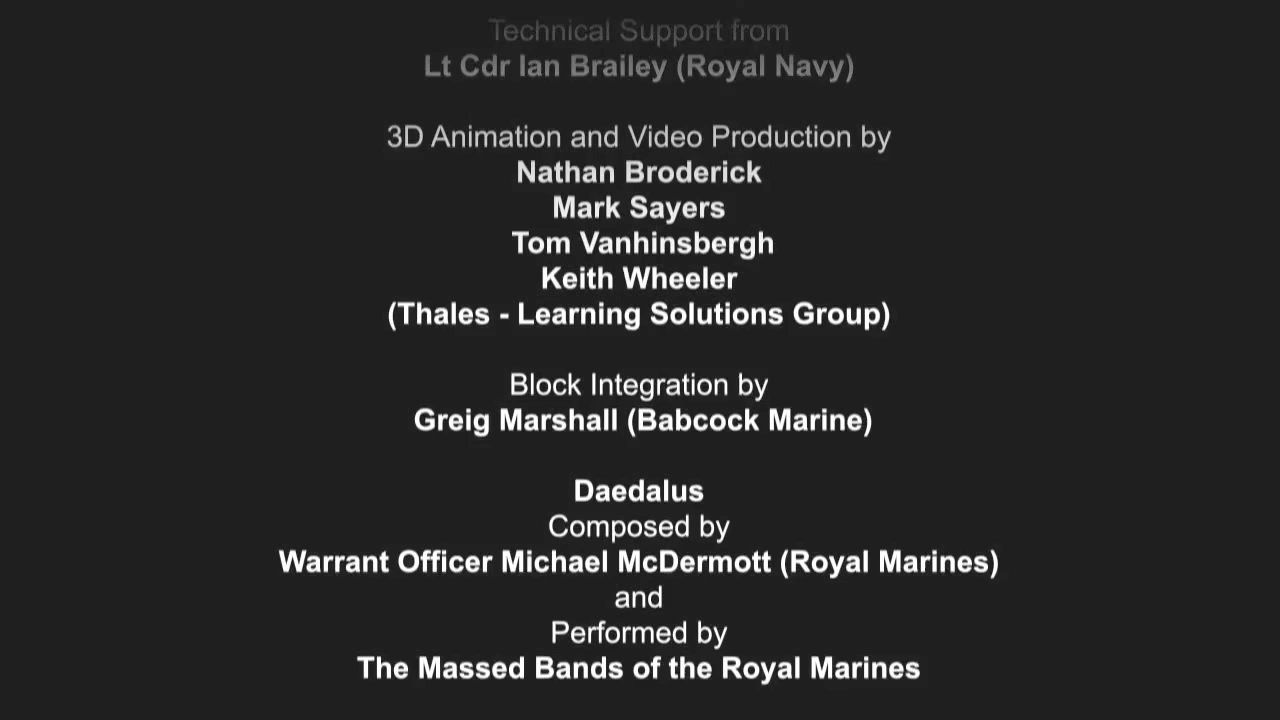 Technical Support from
Lt Cdr Ian Brailey (Royal Navy)
3D Animation and Video Production by
Nathan Broderick
Mark Sayers
Tom Vanhinsbergh
Keith Wheeler
(Thales - Learning Solutions Group)
Block Integration by
Greig Marshall (Babcock Marine)
Daedalus
Composed by
Warrant Officer Michael McDermott (Royal Marines)
and
Performed by
The Massed Bands of the Royal Marines